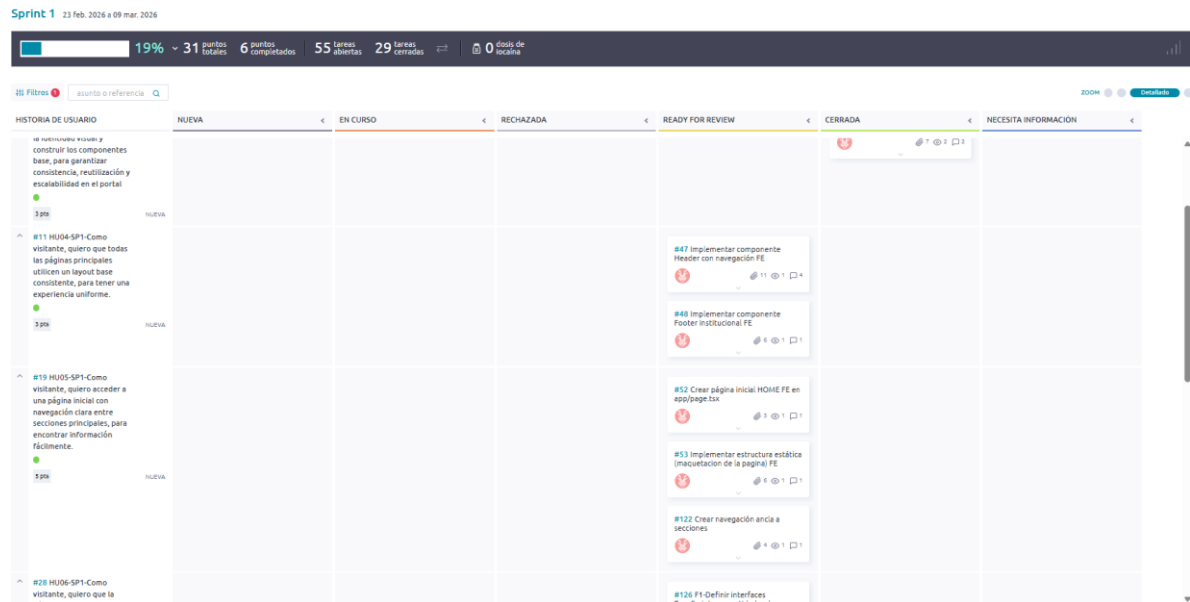 Sprint 1 23 feb. 2026 a 09 mar. 2026
19% 31 puntos totales 6 puntos completados 55 tareas abiertas 29 tareas cerradas 0 dosis de iocaína
Filtros 1 asunto o referencia ZOOM Detallado
HISTORIA DE USUARIO NUEVA EN CURSO RECHAZADA READY FOR REVIEW CERRADA NECESITA INFORMACIÓN
la identidad visual y
construir los componentes
base, para garantizar
consistencia, reutilización y
escalabilidad en el portal
3 pts NUEVA
7 2 2
#11 HU04-SP1-Como
visitante, quiero que todas
las páginas principales
utilicen un layout base
consistente, para tener una
experiencia uniforme.
3 pts NUEVA
#47 Implementar componente
Header con navegación FE
11 1 4
#48 Implementar componente
Footer institucional FE
6 1 1
#19 HU05-SP1-Como
visitante, quiero acceder a
una página inicial con
navegación clara entre
secciones principales, para
encontrar información
fácilmente.
5 pts NUEVA
#52 Crear página inicial HOME FE en
app/page.tsx
3 1 1
#53 Implementar estructura estática
(maquetacion de la pagina) FE
6 1 1
#122 Crear navegación ancla a
secciones
4 1 1
#28 HU06-SP1-Como
visitante, quiero que la
#126 F1-Definir interfaces